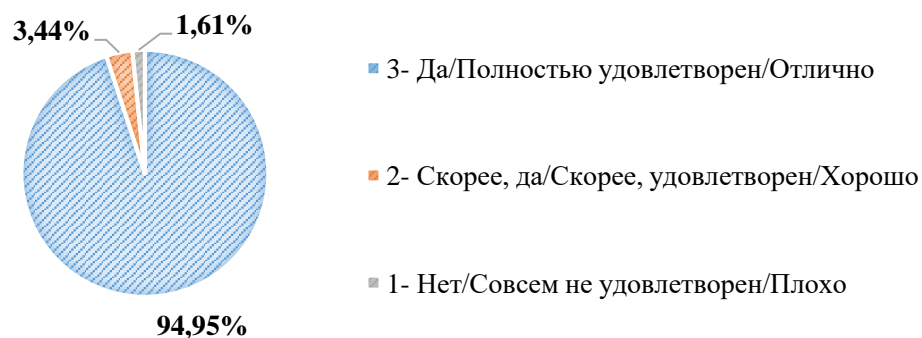 3,44%
1,61%
94,95%
3- Да/Полностью удовлетворен/Отлично
2- Скорее, да/Скорее, удовлетворен/Хорошо
1- Нет/Совсем не удовлетворен/Плохо